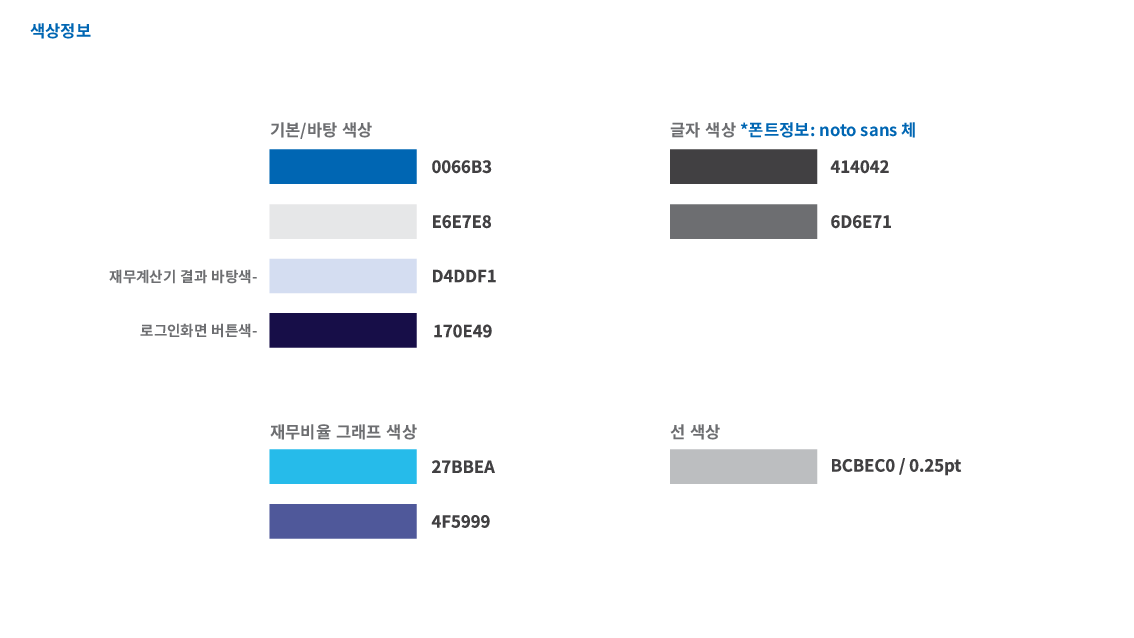 색상정보
기본/바탕 색상
0066B3
E6E7E8
재무계산기 결과 바탕색-
D4DDF1
로그인화면 버튼색-
170E49
글자 색상 *폰트정보: noto sans 체
414042
6D6E71
재무비율 그래프 색상
27BBEA
4F5999
선 색상
BCBEC0 / 0.25pt